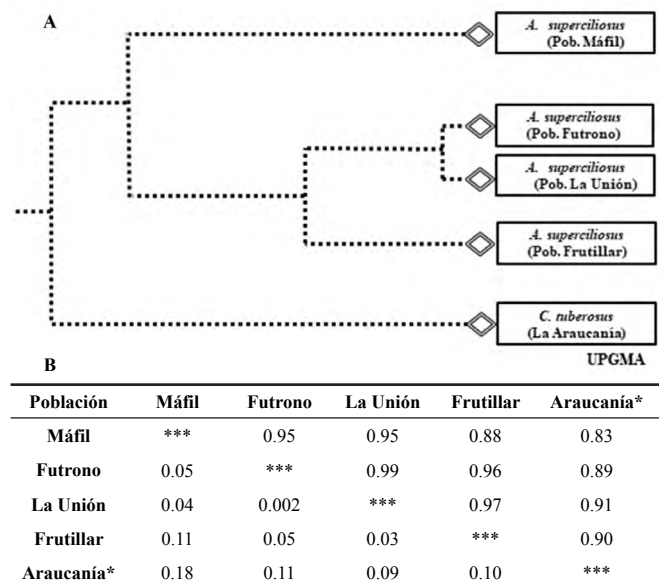 A
A. superciliosus
(Pob. Máfil)
A. superciliosus
(Pob. Futrono)
A. superciliosus
(Pob. La Unión)
A. superciliosus
(Pob. Frutillar)
C. tuberosus
(La Araucanía)
UPGMA
B
Población Máfil Futrono La Unión Frutillar Araucanía*
Máfil *** 0.95 0.95 0.88 0.83
Futrono 0.05 *** 0.99 0.96 0.89
La Unión 0.04 0.002 *** 0.97 0.91
Frutillar 0.11 0.05 0.03 *** 0.90
Araucanía* 0.18 0.11 0.09 0.10 ***